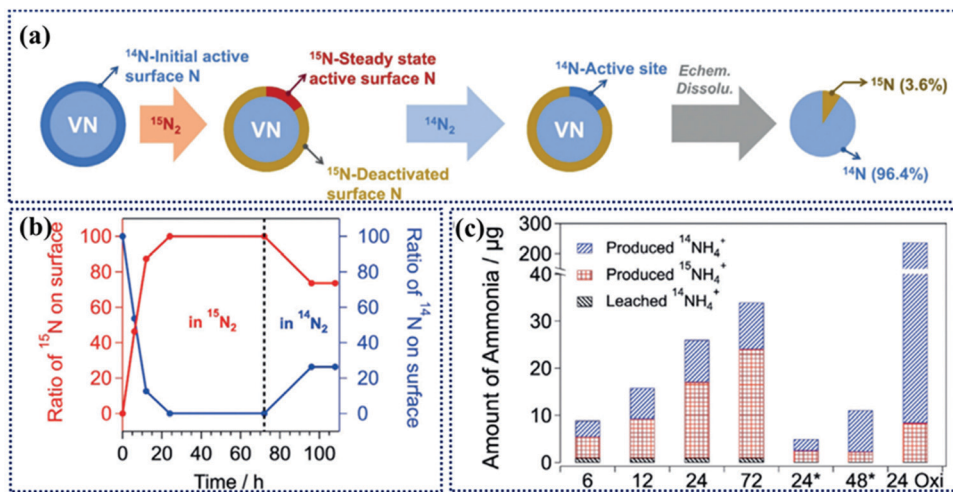 (a)
¹⁴N-Initial active
surface N
VN
¹⁵N₂
¹⁵N-Steady state
active surface N
VN
¹⁵N-Deactivated
surface N
¹⁴N₂
¹⁴N-Active site
VN
Echem.
Dissolu.
¹⁵N (3.6%)
¹⁴N (96.4%)
(b)
Ratio of ¹⁵N on surface
100
80
60
40
20
0
in ¹⁵N₂
in ¹⁴N₂
100
80
60
40
20
0
Ratio of ¹⁴N on surface
0 20 40 60 80 100
Time / h
(c)
Amount of Ammonia / μg
300
200
40
30
20
10
0
Produced ¹⁴NH₄⁺
Produced ¹⁵NH₄⁺
Leached ¹⁴NH₄⁺
6 12 24 72 24* 48* 24 Oxi